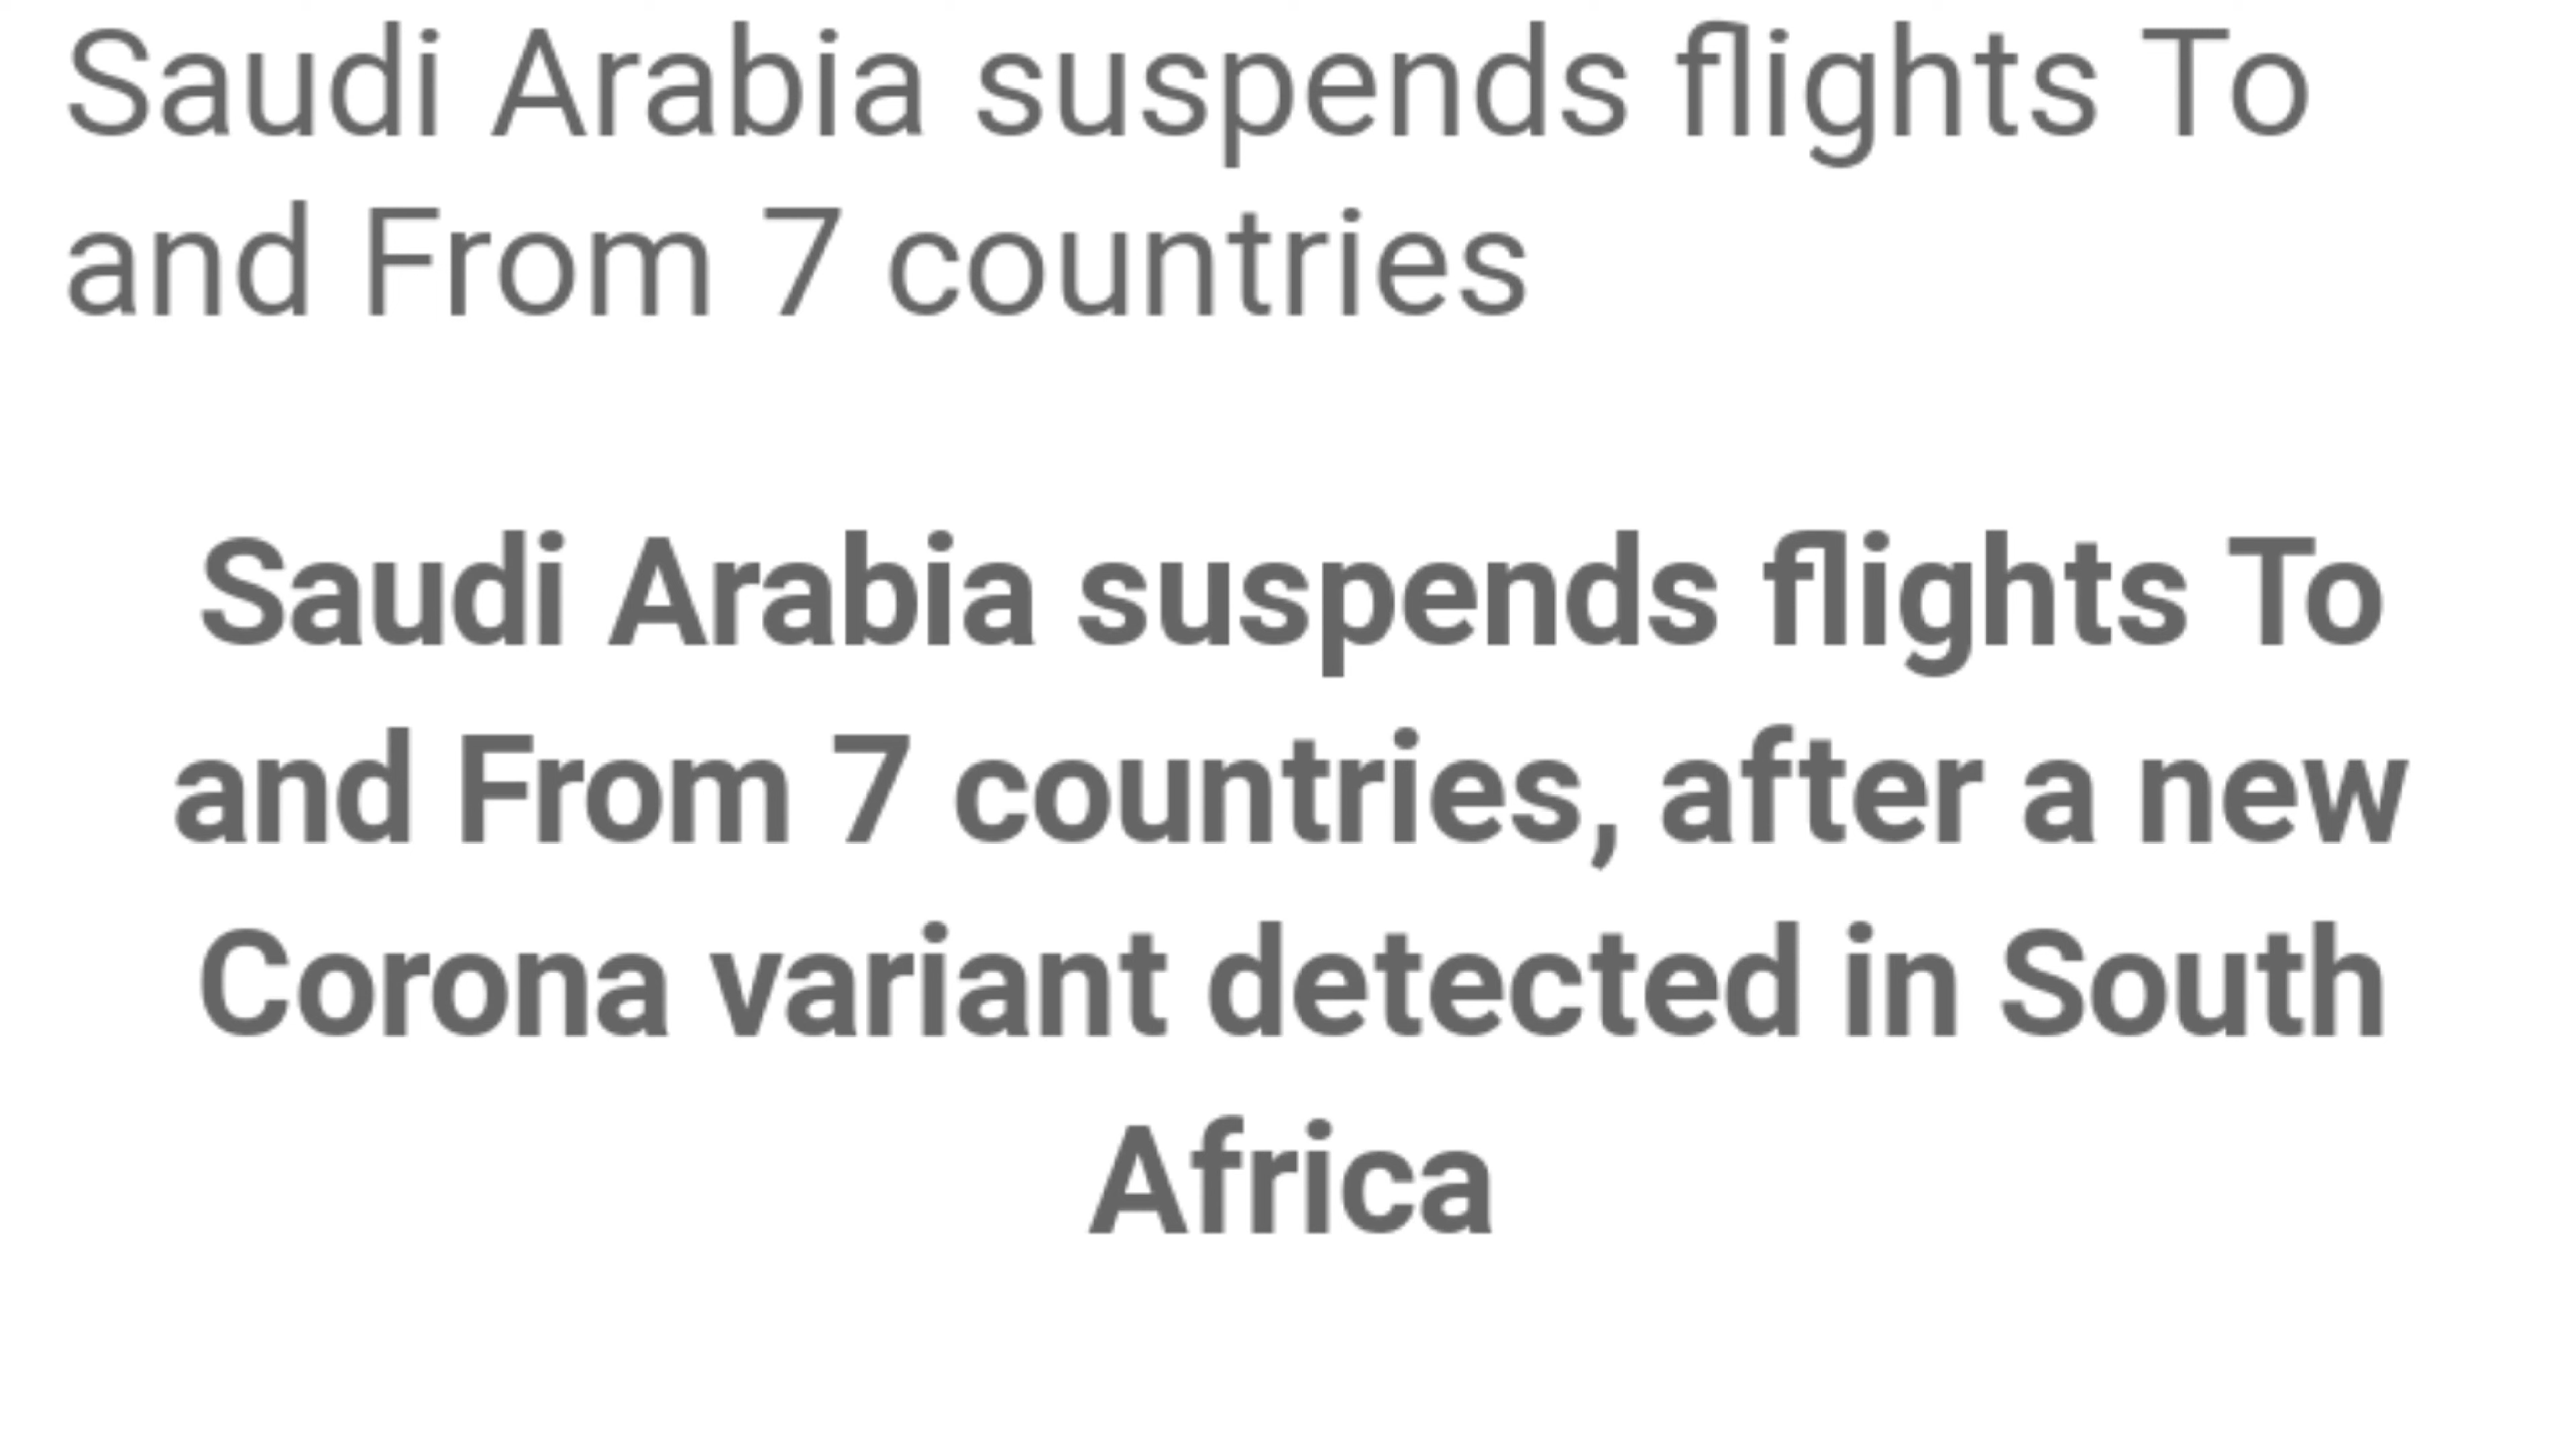 Saudi Arabia suspends flights To
and From 7 countries
Saudi Arabia suspends flights To
and From 7 countries, after a new
Corona variant detected in South
Africa